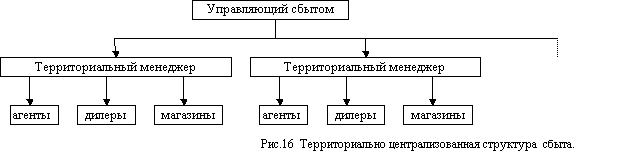 Управляющий сбытом
Территориальный менеджер Территориальный менеджер
агенты дилеры магазины агенты дилеры магазины
Рис.16 Территориально централизованная структура сбыта.